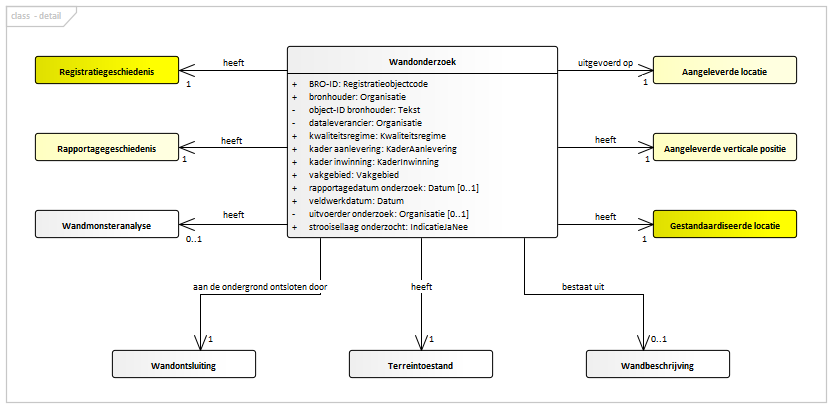 class - detail
Wandonderzoek
+ BRO-ID: Registratieobjectcode
+ bronhouder: Organisatie
- object-ID bronhouder: Tekst
- dataleverancier: Organisatie
+ kwaliteitsregime: Kwaliteitsregime
+ kader aanlevering: KaderAanlevering
+ kader inwinning: KaderInwinning
+ vakgebied: Vakgebied
+ rapportagedatum onderzoek: Datum [0..1]
+ veldwerkdatum: Datum
- uitvoerder onderzoek: Organisatie [0..1]
+ strooisellaag onderzocht: IndicatieJaNee
heeft
Registratiegeschiedenis
1
heeft
Rapportagegeschiedenis
1
heeft
Wandmonsteranalyse
0..1
uitgevoerd op
Aangeleverde locatie
1
heeft
Aangeleverde verticale positie
1
heeft
Gestandaardiseerde locatie
1
aan de ondergrond ontsloten door
1
Wandontsluiting
heeft
1
Terreintoestand
bestaat uit
0..1
Wandbeschrijving